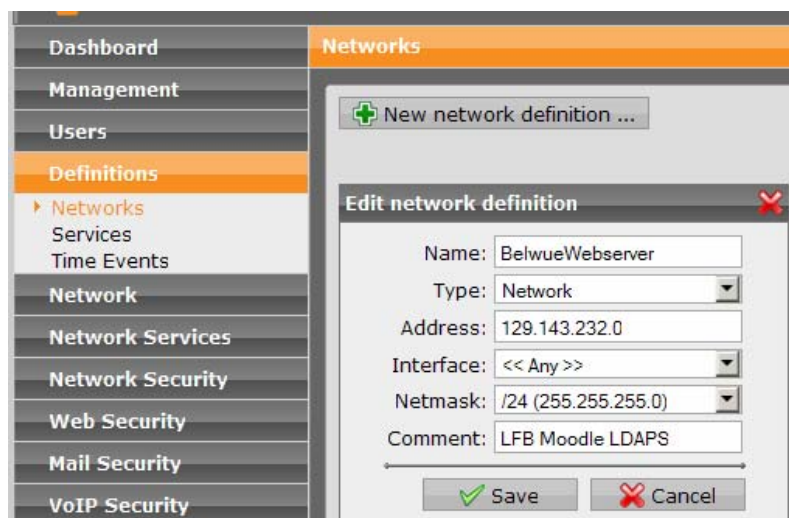 Dashboard
Management
Users
Definitions
Networks
Services
Time Events
Network
Network Services
Network Security
Web Security
Mail Security
VoIP Security
Networks
New network definition ...
Edit network definition
Name: BelwueWebserver
Type: Network
Address: 129.143.232.0
Interface: << Any >>
Netmask: /24 (255.255.255.0)
Comment: LFB Moodle LDAPS
Save Cancel